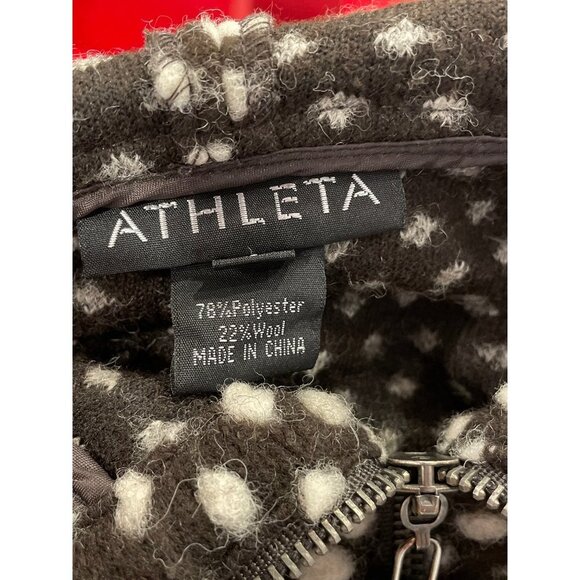 ATHLETA
78%Polyester
22%Wool
MADE IN CHINA